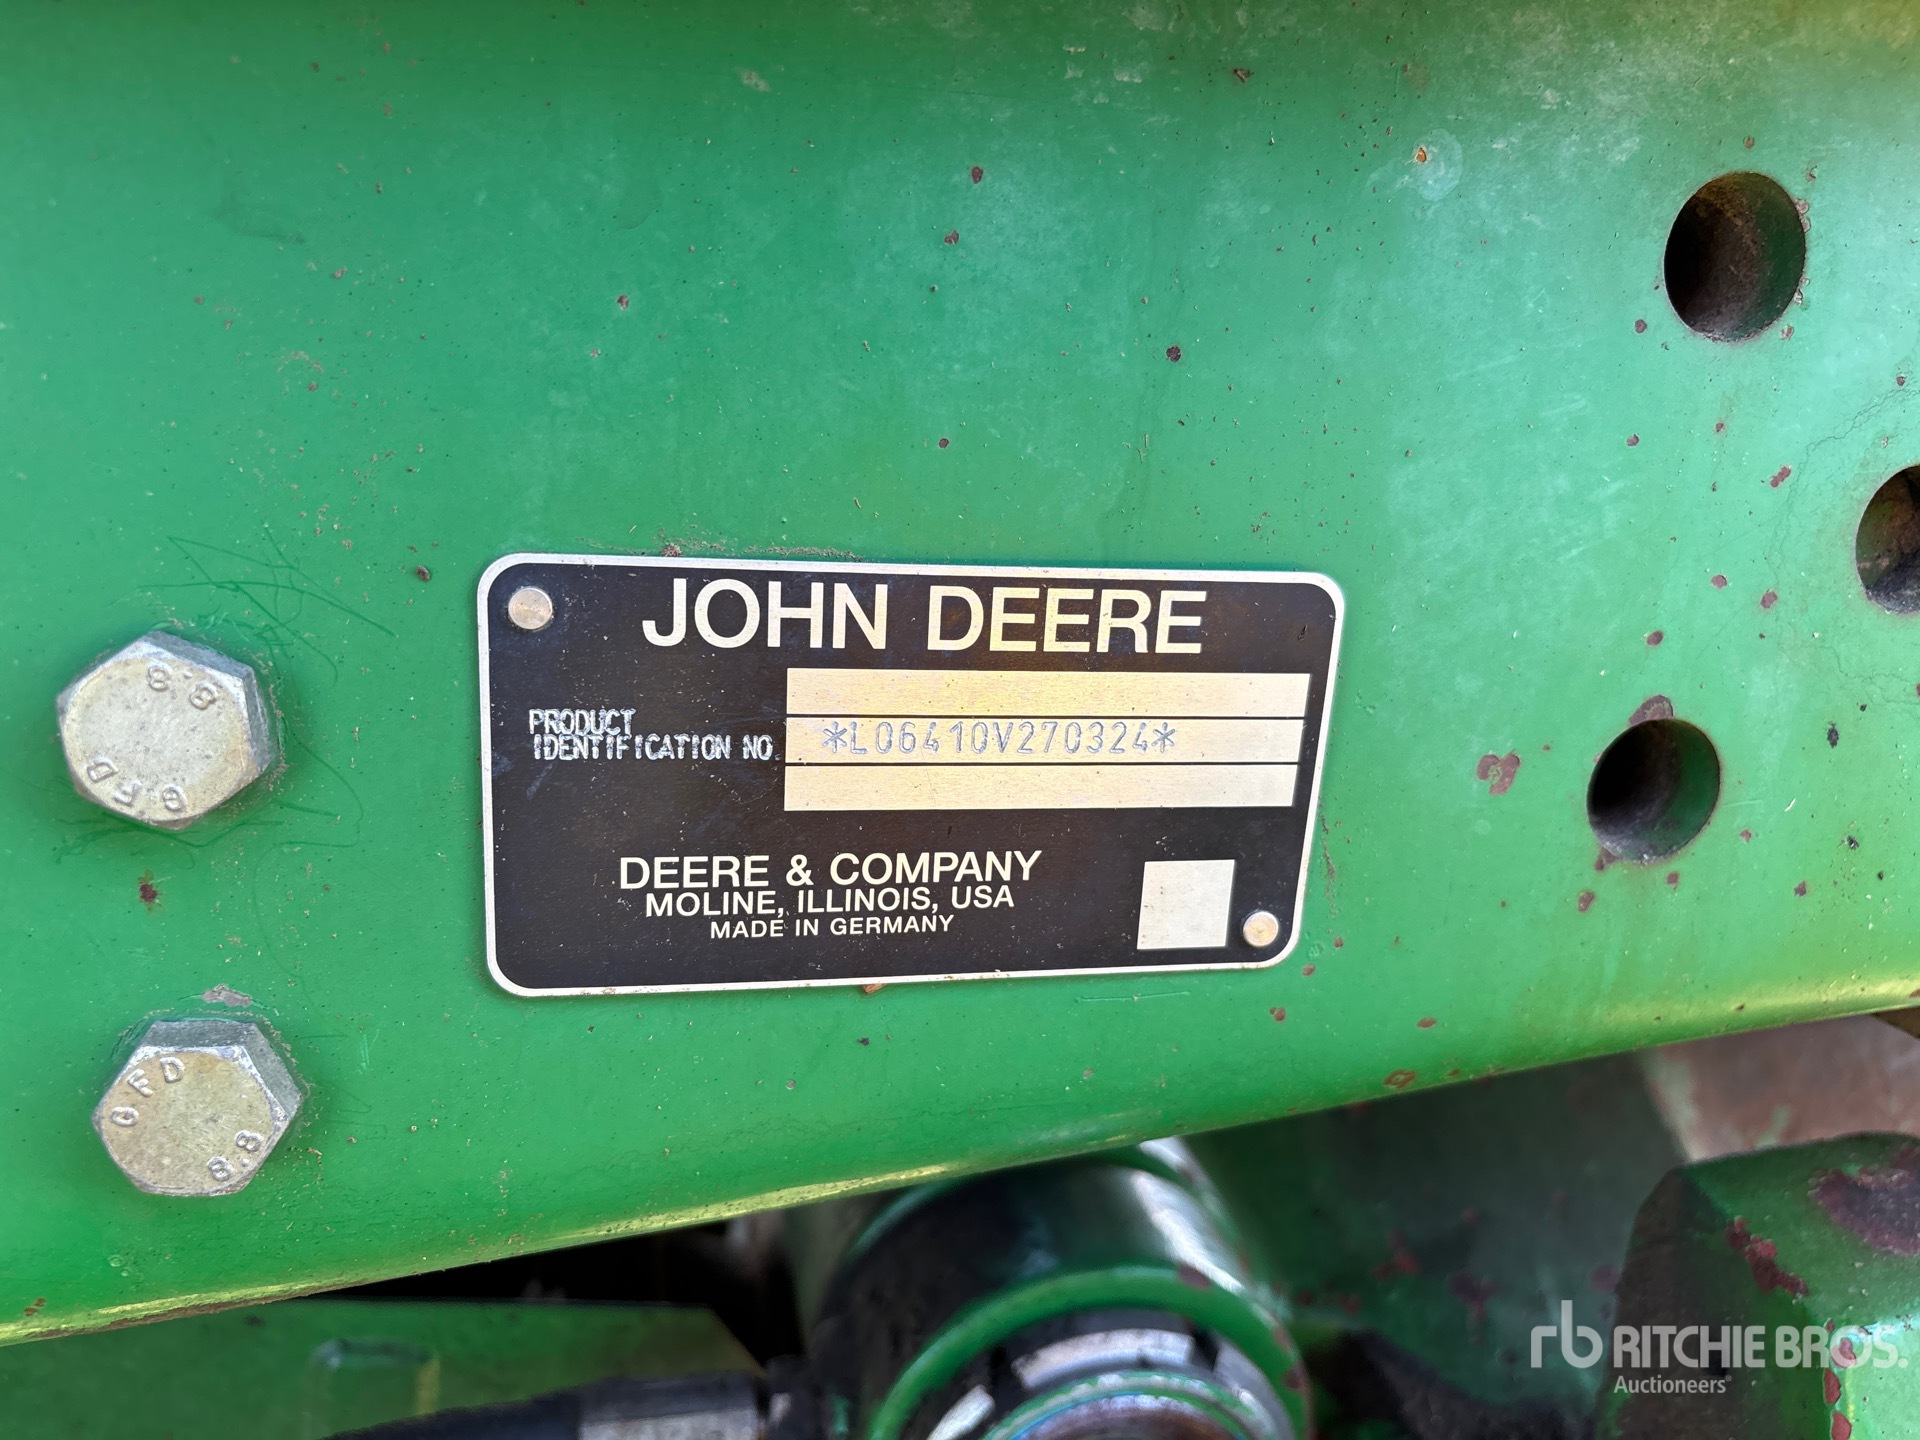 JOHN DEERE
PRODUCT
IDENTIFICATION NO.
*L06410V270324*
DEERE & COMPANY
MOLINE, ILLINOIS, USA
MADE IN GERMANY
8.8
GFD
GFD
8.8
rb RITCHIE BROS.
Auctioneers